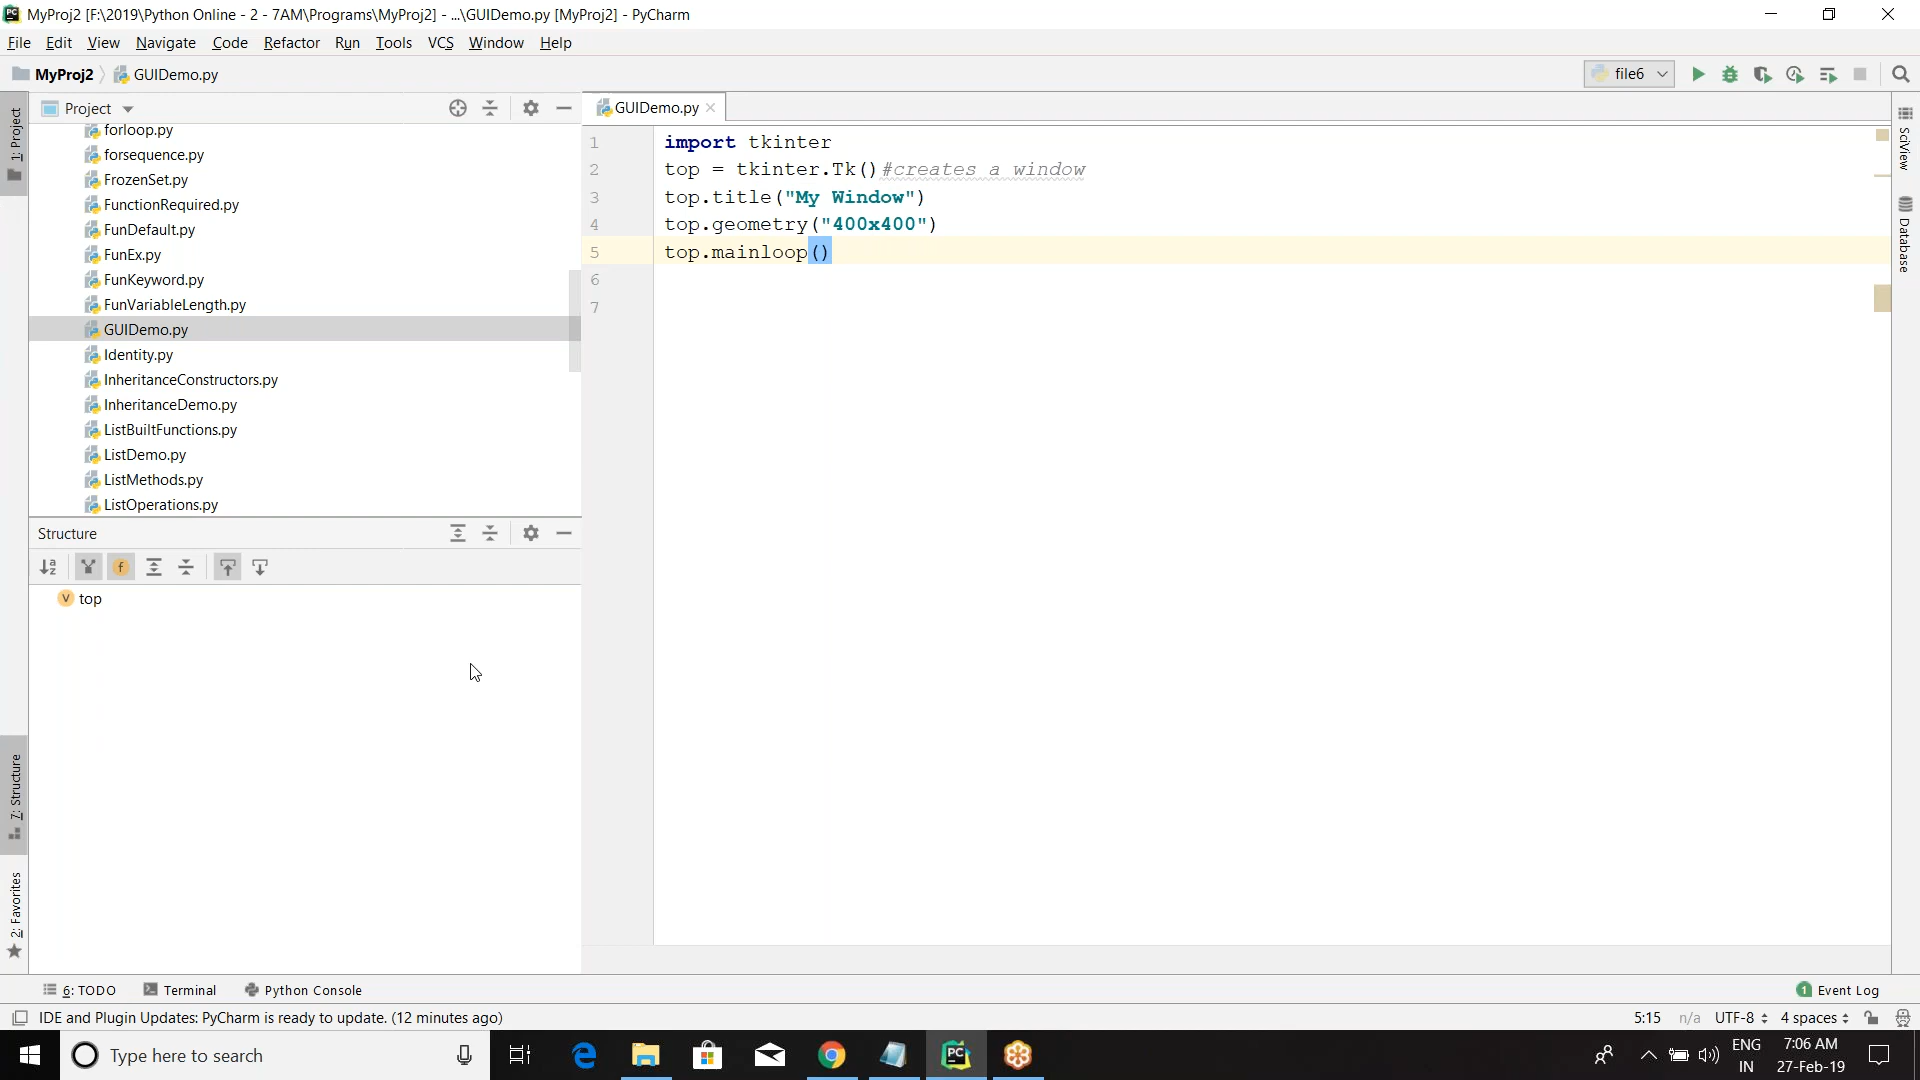 PC MyProj2 [F:\2019\Python Online - 2 - 7AM\Programs\MyProj2] - ...\GUIDemo.py [MyProj2] - PyCharm
File Edit View Navigate Code Refactor Run Tools VCS Window Help
MyProj2 GUIDemo.py file6
1: Project
Project
GUIDemo.py
forloop.py
forsequence.py
FrozenSet.py
FunctionRequired.py
FunDefault.py
FunEx.py
FunKeyword.py
FunVariableLength.py
GUIDemo.py
Identity.py
InheritanceConstructors.py
InheritanceDemo.py
ListBuiltFunctions.py
ListDemo.py
ListMethods.py
ListOperations.py
Structure
f
V top
7: Structure
2: Favorites
1 import tkinter
2 top = tkinter.Tk()#creates a window
3 top.title("My Window")
4 top.geometry("400x400")
5 top.mainloop()
6
7
SciView
Database
6: TODO Terminal Python Console 1 Event Log
IDE and Plugin Updates: PyCharm is ready to update. (12 minutes ago) 5:15 n/a UTF-8 4 spaces
Type here to search PC ENG 7:06 AM
IN 27-Feb-19